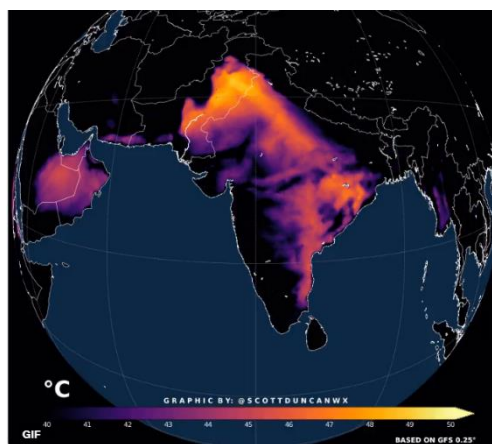 °C
GRAPHIC BY: @SCOTTDUNCANWX
40 41 42 43 44 45 46 47 48 49 50
GIF
BASED ON GFS 0.25°